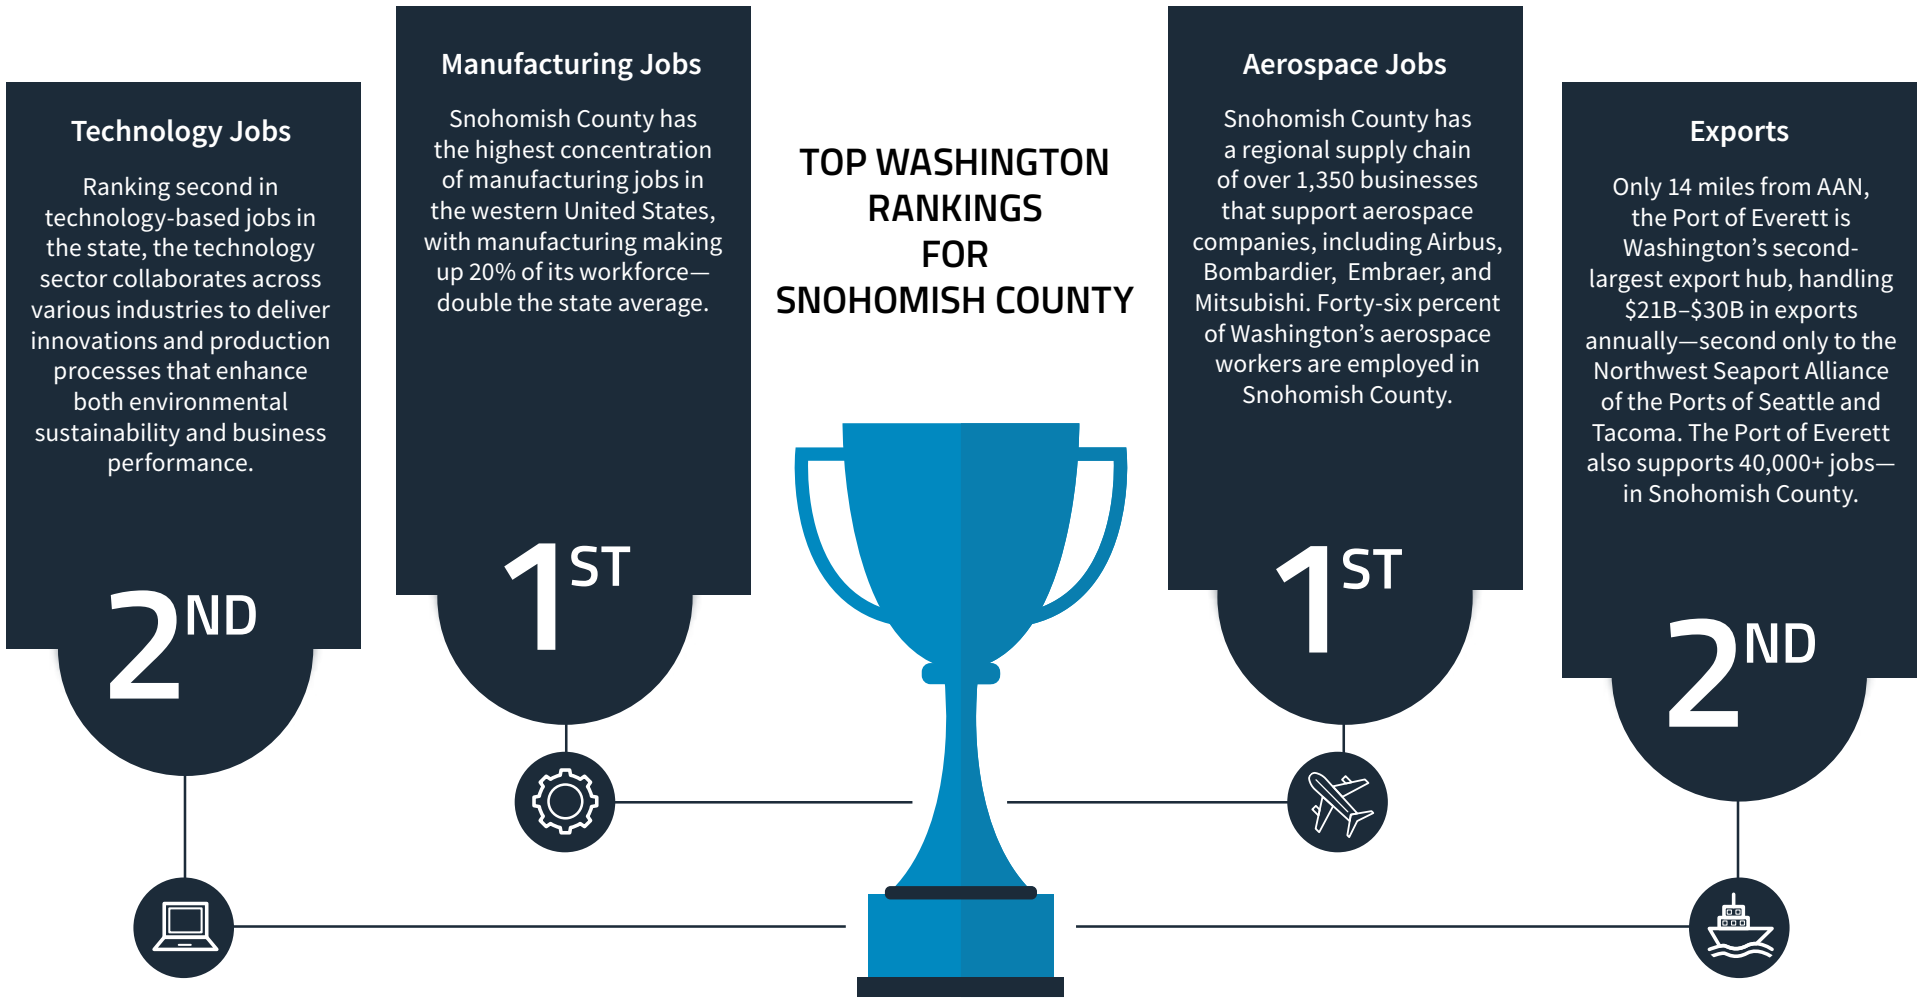 Technology Jobs
Ranking second in
technology-based jobs in
the state, the technology
sector collaborates across
various industries to deliver
innovations and production
processes that enhance
both environmental
sustainability and business
performance.
2ND
Manufacturing Jobs
Snohomish County has
the highest concentration
of manufacturing jobs in
the western United States,
with manufacturing making
up 20% of its workforce—
double the state average.
1ST
TOP WASHINGTON
RANKINGS
FOR
SNOHOMISH COUNTY
Aerospace Jobs
Snohomish County has
a regional supply chain
of over 1,350 businesses
that support aerospace
companies, including Airbus,
Bombardier, Embraer, and
Mitsubishi. Forty-six percent
of Washington’s aerospace
workers are employed in
Snohomish County.
1ST
Exports
Only 14 miles from AAN,
the Port of Everett is
Washington’s second-
largest export hub, handling
$21B–$30B in exports
annually—second only to the
Northwest Seaport Alliance
of the Ports of Seattle and
Tacoma. The Port of Everett
also supports 40,000+ jobs—
in Snohomish County.
2ND